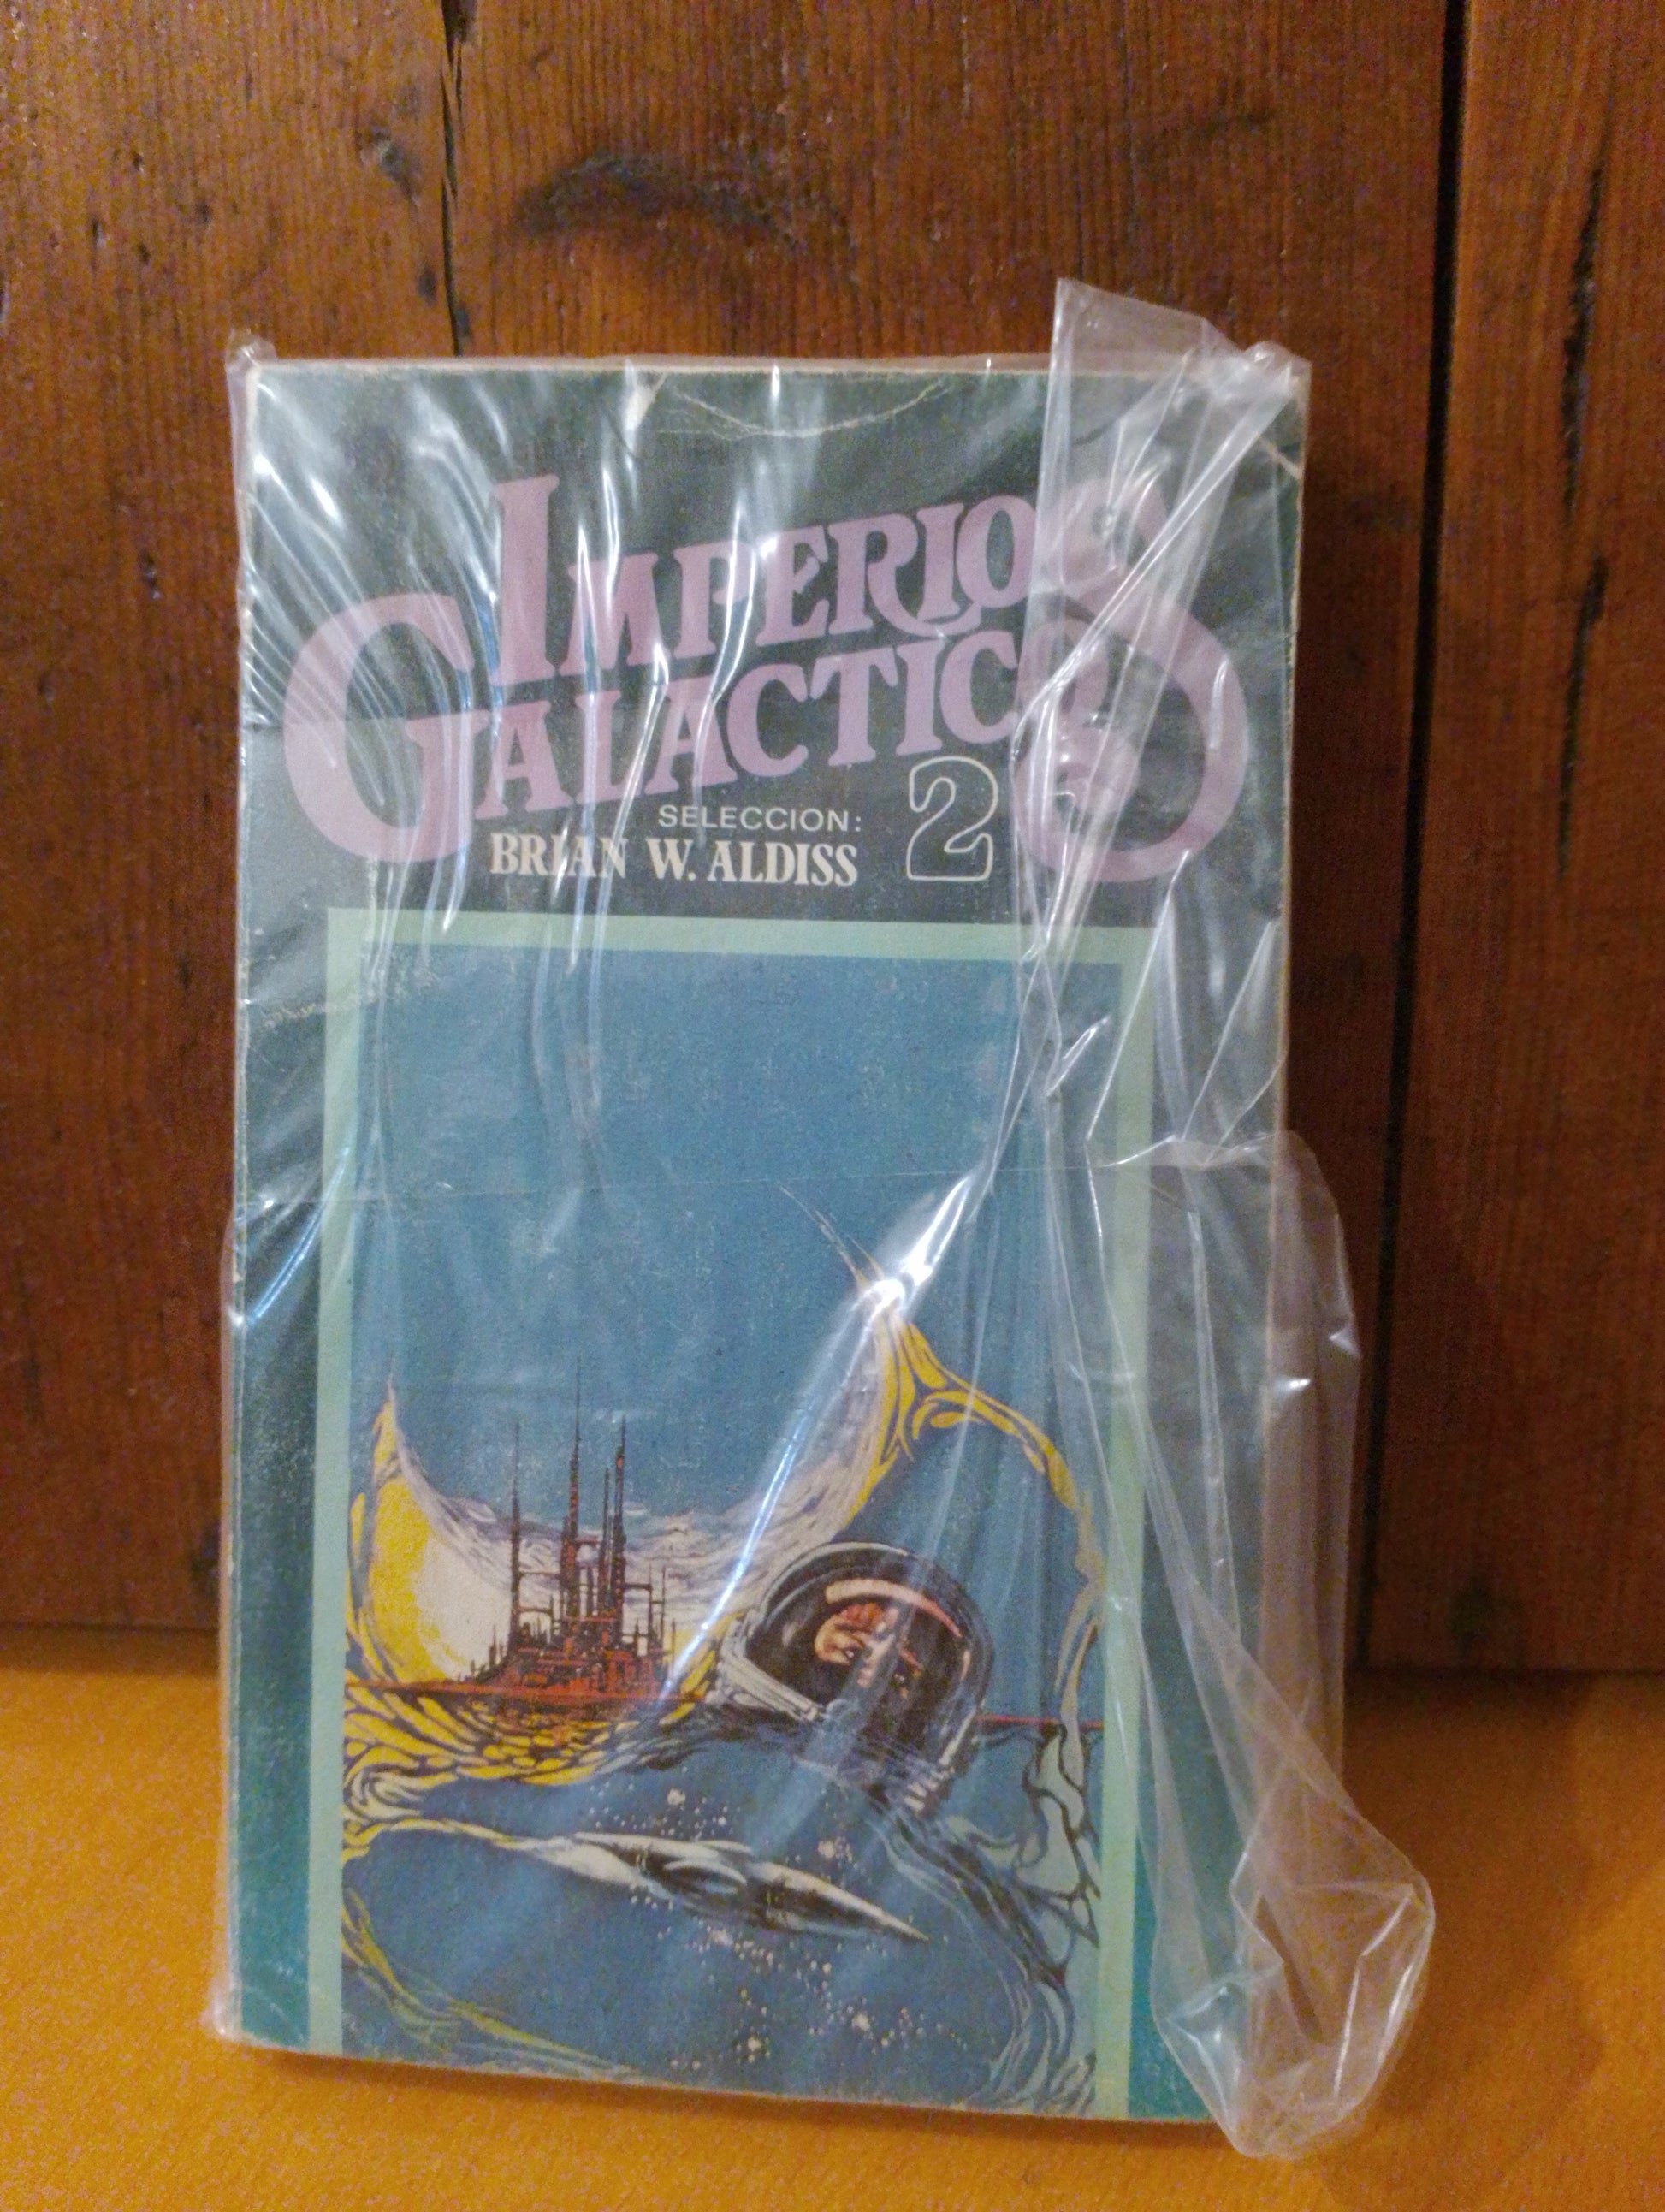 IMPERIOS
GALACTICOS
SELECCION:
BRIAN W. ALDISS
2